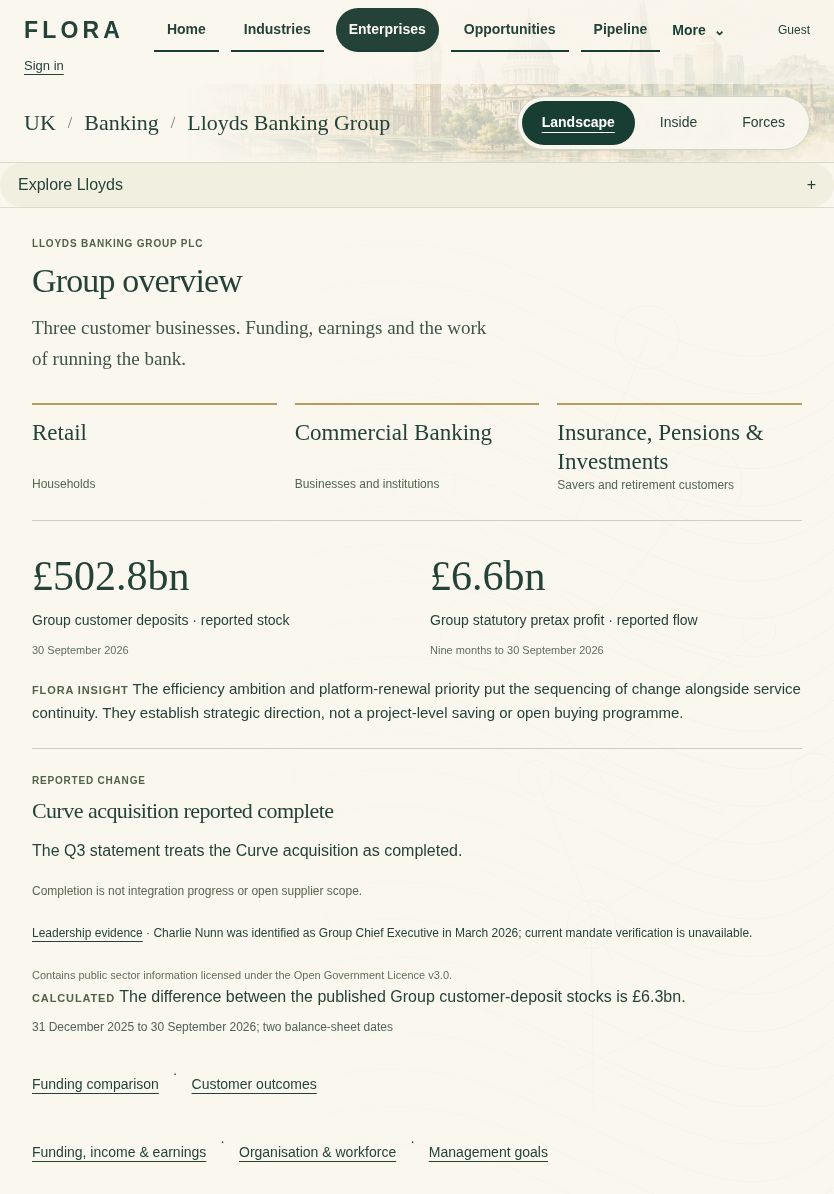 FLORA
Home
Industries
Enterprises
Opportunities
Pipeline
More
Guest
Sign in
UK / Banking / Lloyds Banking Group
Landscape
Inside
Forces
Explore Lloyds +
LLOYDS BANKING GROUP PLC
Group overview
Three customer businesses. Funding, earnings and the work
of running the bank.
Retail
Households
Commercial Banking
Businesses and institutions
Insurance, Pensions &
Investments
Savers and retirement customers
£502.8bn
Group customer deposits · reported stock
30 September 2026
£6.6bn
Group statutory pretax profit · reported flow
Nine months to 30 September 2026
FLORA INSIGHT The efficiency ambition and platform-renewal priority put the sequencing of change alongside service
continuity. They establish strategic direction, not a project-level saving or open buying programme.
REPORTED CHANGE
Curve acquisition reported complete
The Q3 statement treats the Curve acquisition as completed.
Completion is not integration progress or open supplier scope.
Leadership evidence · Charlie Nunn was identified as Group Chief Executive in March 2026; current mandate verification is unavailable.
Contains public sector information licensed under the Open Government Licence v3.0.
CALCULATED The difference between the published Group customer-deposit stocks is £6.3bn.
31 December 2025 to 30 September 2026; two balance-sheet dates
Funding comparison · Customer outcomes
Funding, income & earnings · Organisation & workforce · Management goals